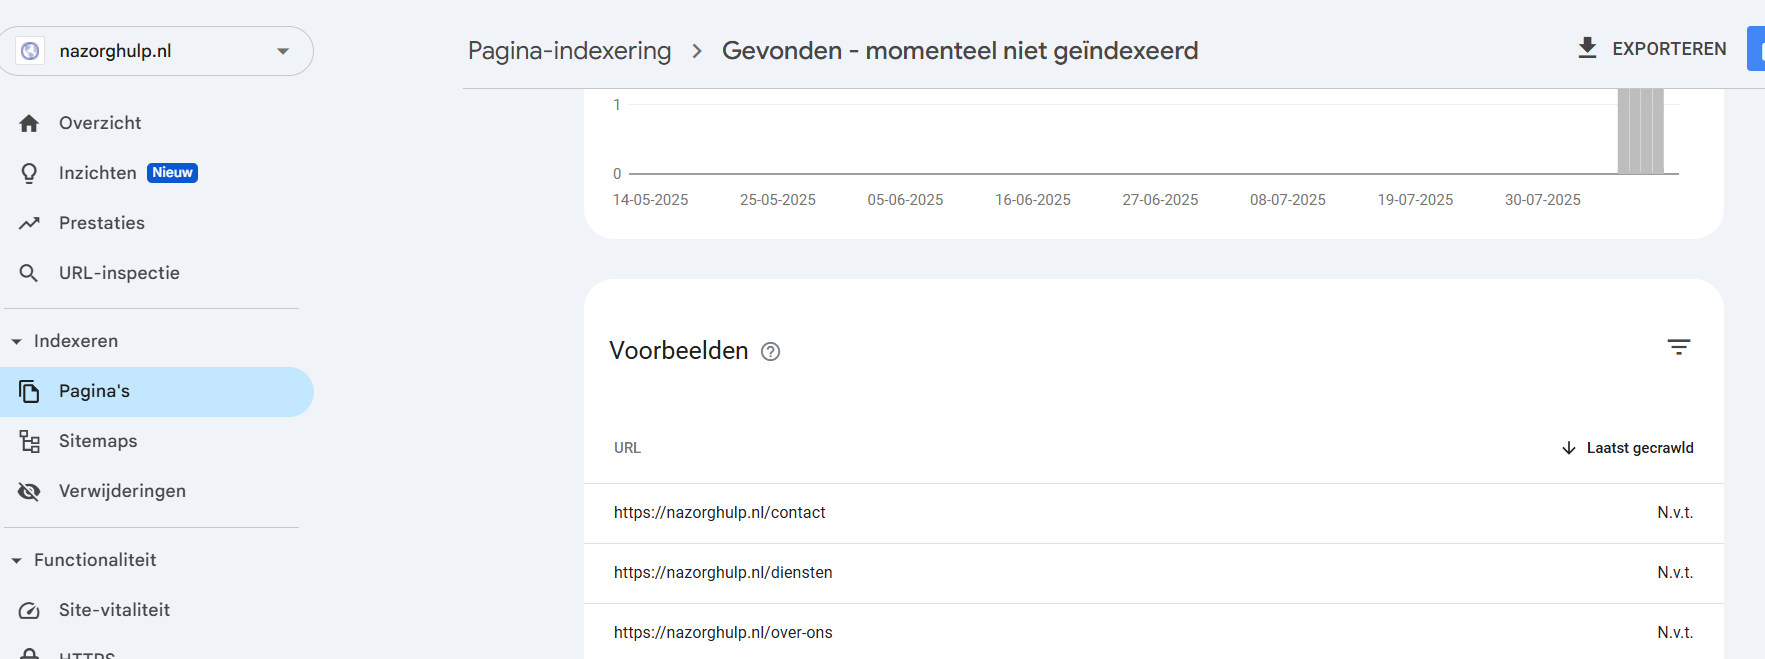 nazorghulp.nl
Pagina-indexering > Gevonden - momenteel niet geïndexeerd
EXPORTEREN
Overzicht
Inzichten Nieuw
Prestaties
URL-inspectie
Indexeren
Pagina's
Sitemaps
Verwijderingen
Functionaliteit
Site-vitaliteit
HTTPS
1
0
14-05-2025 25-05-2025 05-06-2025 16-06-2025 27-06-2025 08-07-2025 19-07-2025 30-07-2025
Voorbeelden
URL Laatst gecrawld
https://nazorghulp.nl/contact N.v.t.
https://nazorghulp.nl/diensten N.v.t.
https://nazorghulp.nl/over-ons N.v.t.